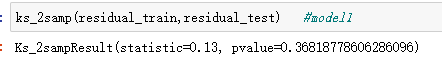 ks_2samp(residual_train,residual_test)   #model1
Ks_2sampResult(statistic=0.13, pvalue=0.36818778606286096)